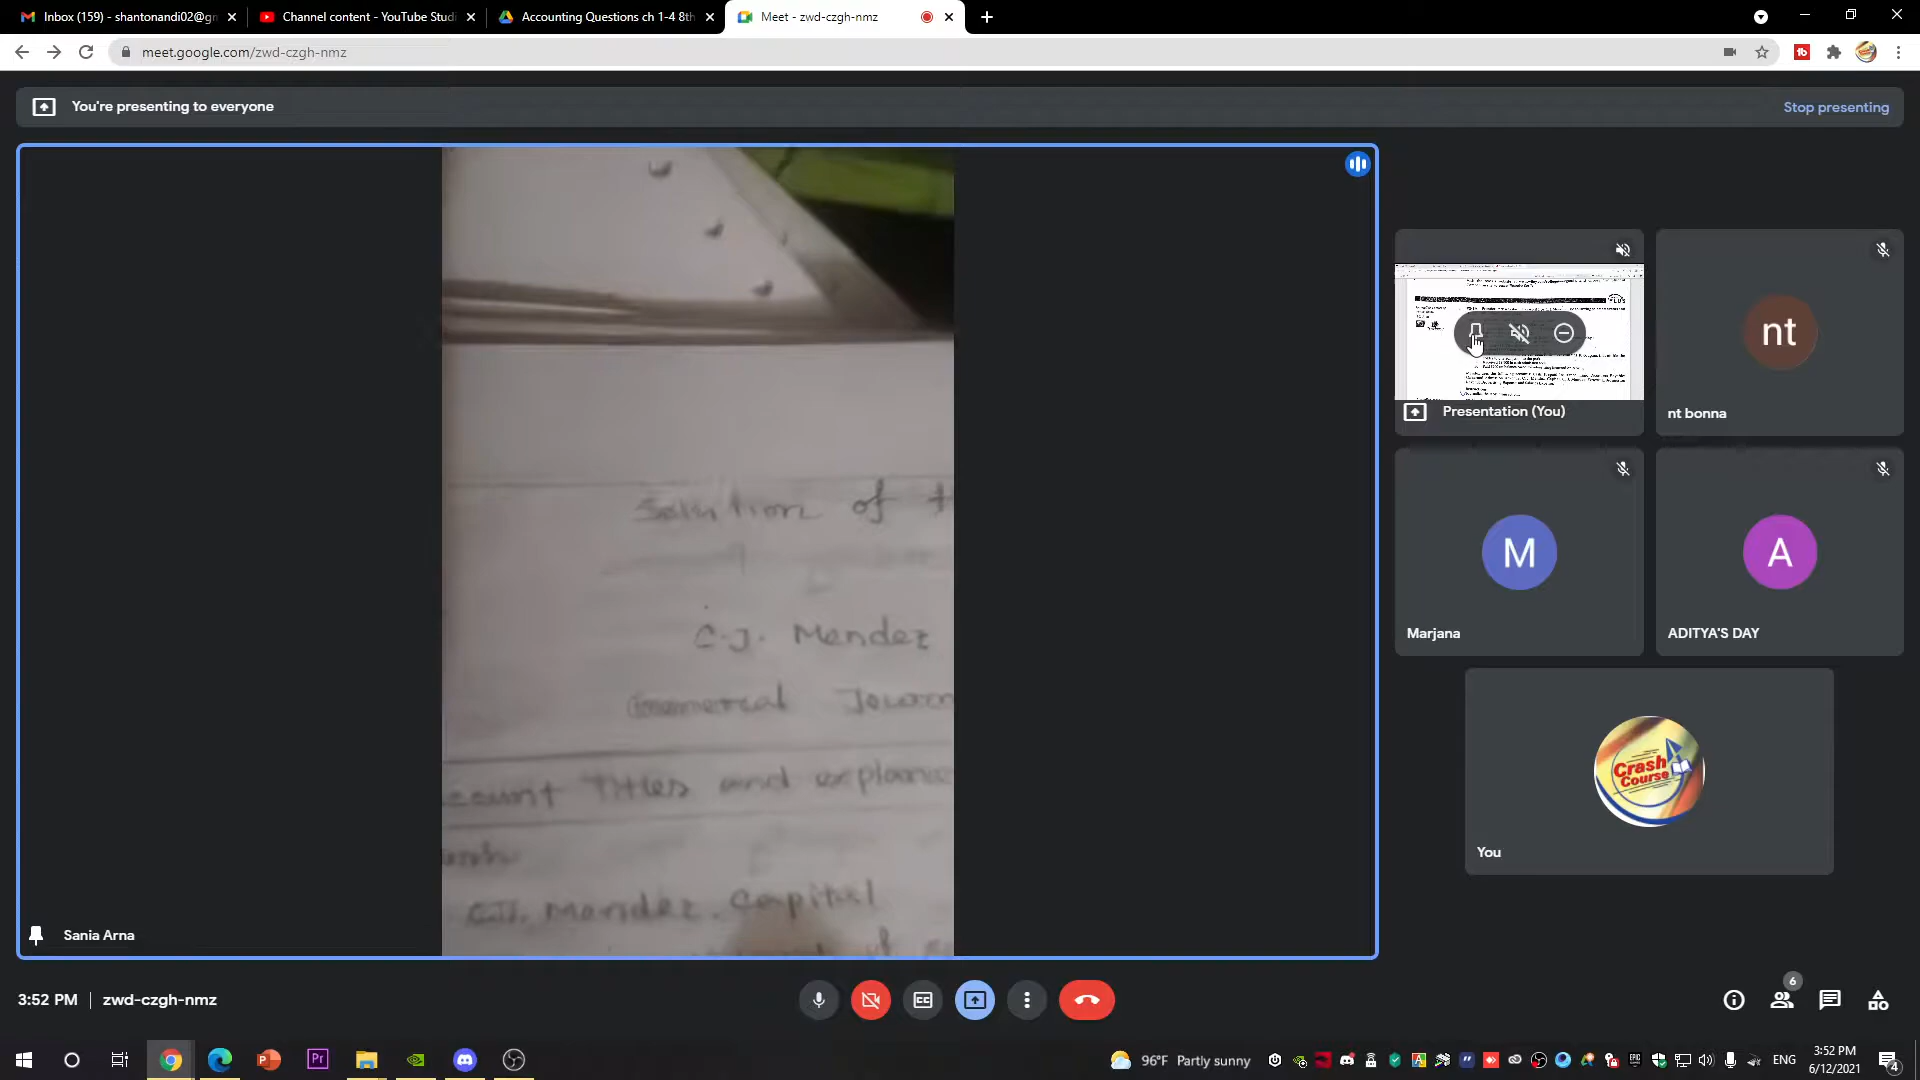 Inbox (159) - shantonandi02@gm
Channel content - YouTube Studi
Accounting Questions ch 1-4 8th
Meet - zwd-czgh-nmz
meet.google.com/zwd-czgh-nmz
You're presenting to everyone
Stop presenting
Solution of
C.J. Mendez
Journ
Titles and explana
C.J. Mendez. Capital
Sania Arna
Presentation (You)
nt
nt bonna
M
Marjana
A
ADITYA'S DAY
Crash
Course
You
3:52 PM | zwd-czgh-nmz
CC
6
96°F Partly sunny
ENG
3:52 PM
6/12/2021
4